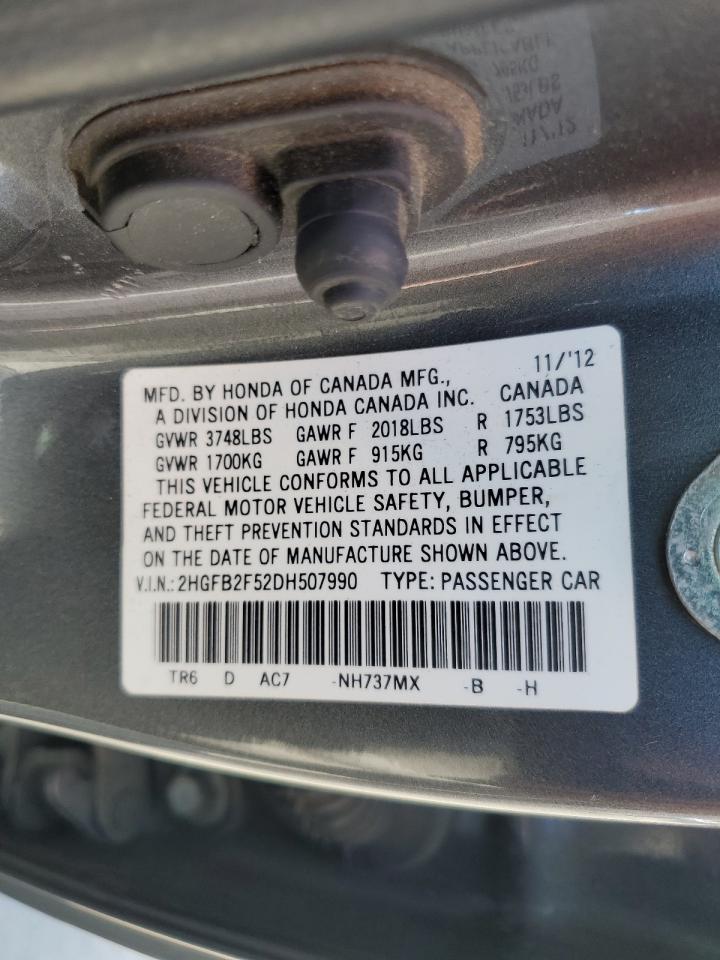 11/'12
MFD. BY HONDA OF CANADA MFG.,
A DIVISION OF HONDA CANADA INC. CANADA
GVWR 3748LBS GAWR F 2018LBS R 1753LBS
GVWR 1700KG GAWR F 915KG R 795KG
THIS VEHICLE CONFORMS TO ALL APPLICABLE
FEDERAL MOTOR VEHICLE SAFETY, BUMPER,
AND THEFT PREVENTION STANDARDS IN EFFECT
ON THE DATE OF MANUFACTURE SHOWN ABOVE.
V.I.N.: 2HGFB2F52DH507990 TYPE: PASSENGER CAR
TR6 D AC7 -NH737MX -B -H